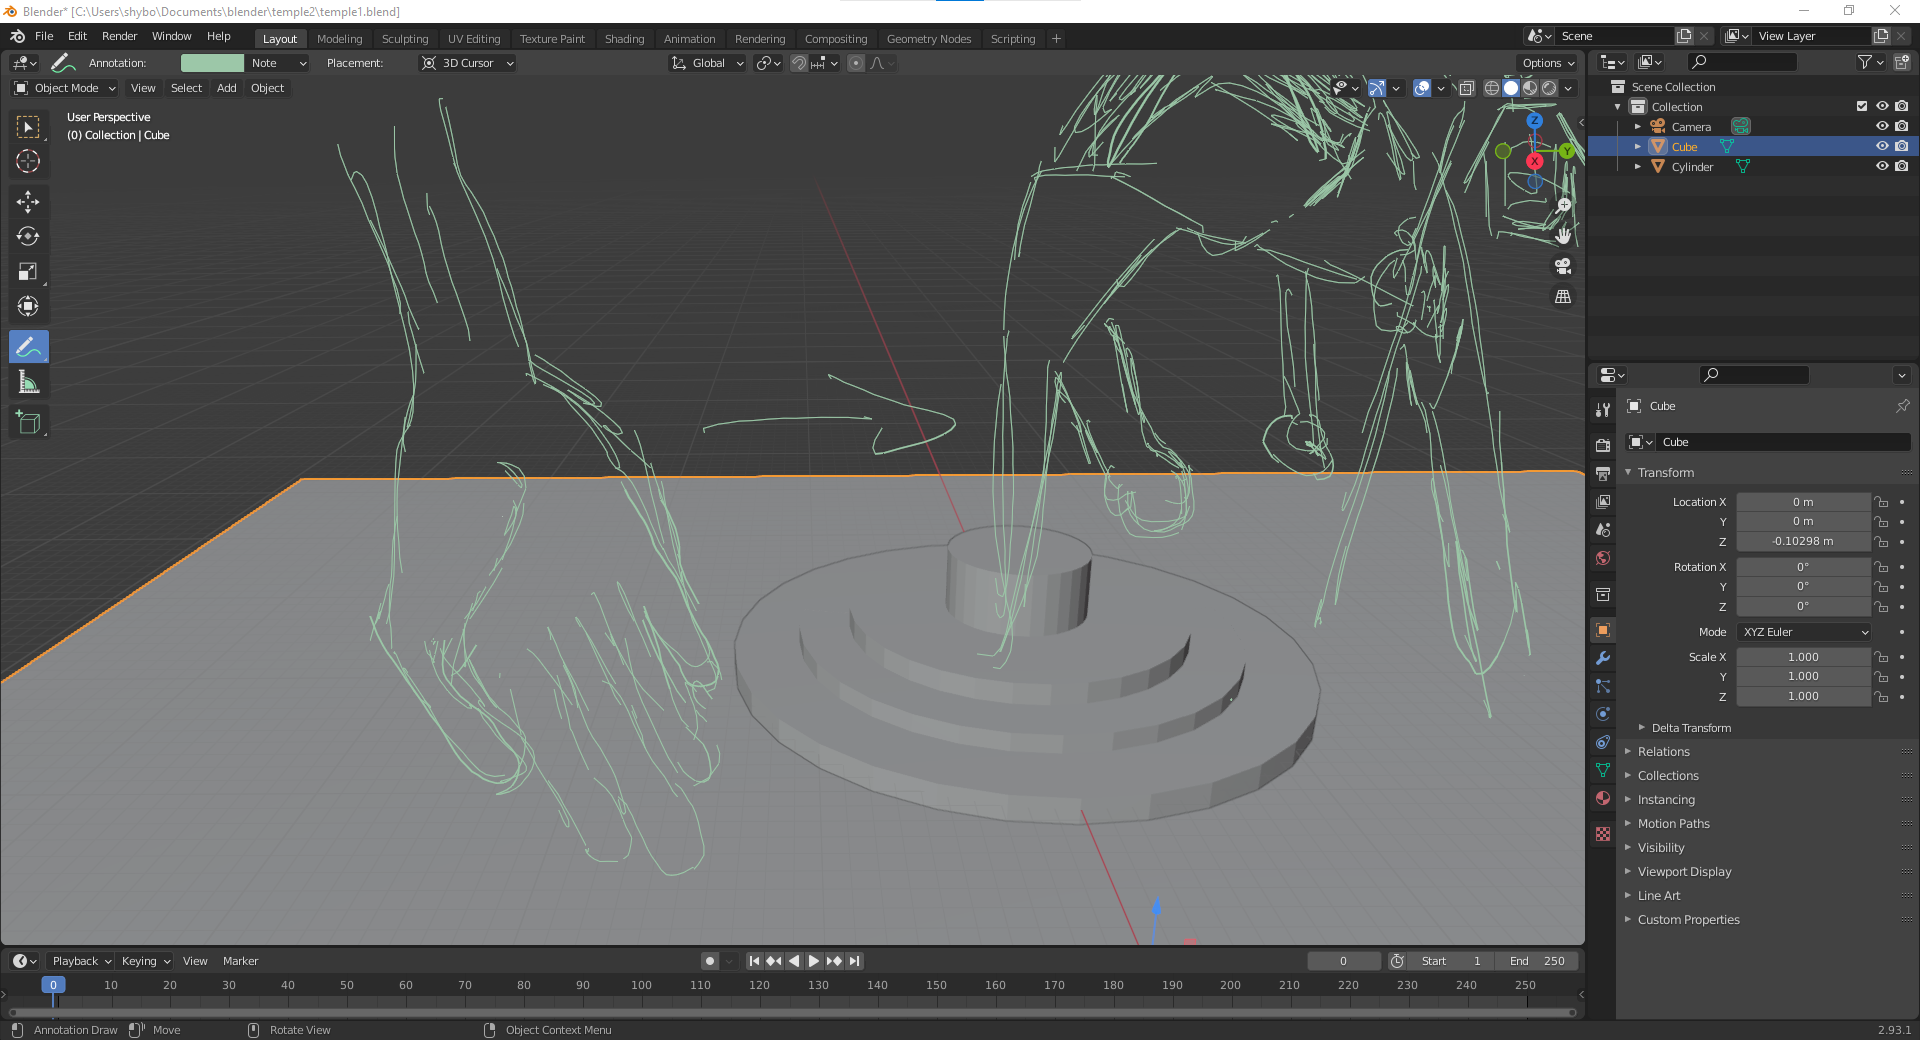 Blender* [C:\Users\shybo\Documents\blender\temple2\temple1.blend]
File Edit Render Window Help Layout Modeling Sculpting UV Editing Texture Paint Shading Animation Rendering Compositing Geometry Nodes Scripting + Scene View Layer
Annotation: Note Placement: 3D Cursor Global Options
Object Mode View Select Add Object
User Perspective
(0) Collection | Cube
Z
Y
X
Scene Collection
Collection
Camera
Cube
Cylinder
Cube
Cube
Transform
Location X 0 m
Y 0 m
Z -0.10298 m
Rotation X 0°
Y 0°
Z 0°
Mode XYZ Euler
Scale X 1.000
Y 1.000
Z 1.000
Delta Transform
Relations
Collections
Instancing
Motion Paths
Visibility
Viewport Display
Line Art
Custom Properties
Playback Keying View Marker 0 Start 1 End 250
0 10 20 30 40 50 60 70 80 90 100 110 120 130 140 150 160 170 180 190 200 210 220 230 240 250
Annotation Draw Move Rotate View Object Context Menu 2.93.1